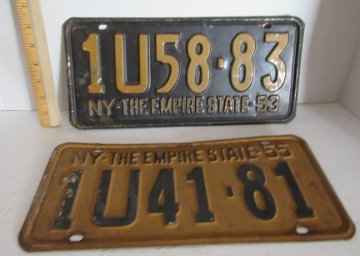 1U58·83
NY-THE EMPIRE STATE-53
NY-THE EMPIRE STATE-55
1U41·81